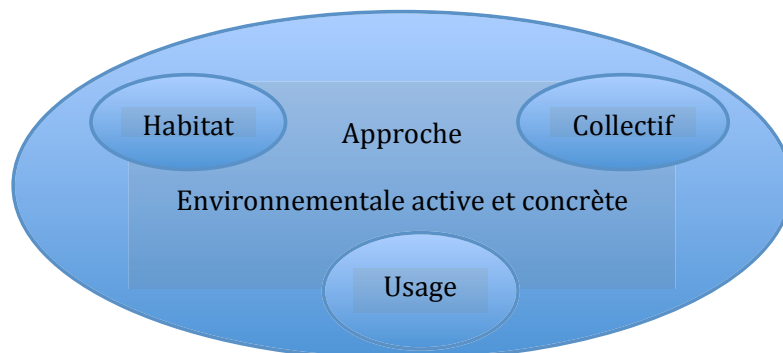 Habitat
Collectif
Approche
Environnementale active et concrète
Usage